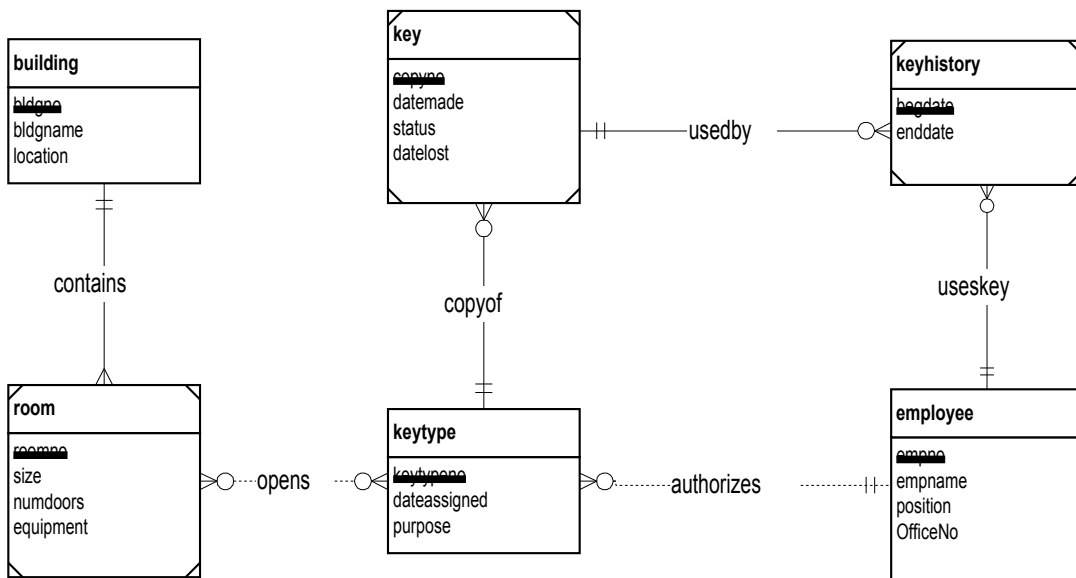 building
bldgno
bldgname
location
key
copyno
datemade
status
datelost
keyhistory
begdate
enddate
usedby
contains
copyof
useskey
room
roomno
size
numdoors
equipment
opens
keytype
keytypeno
dateassigned
purpose
authorizes
employee
empno
empname
position
OfficeNo